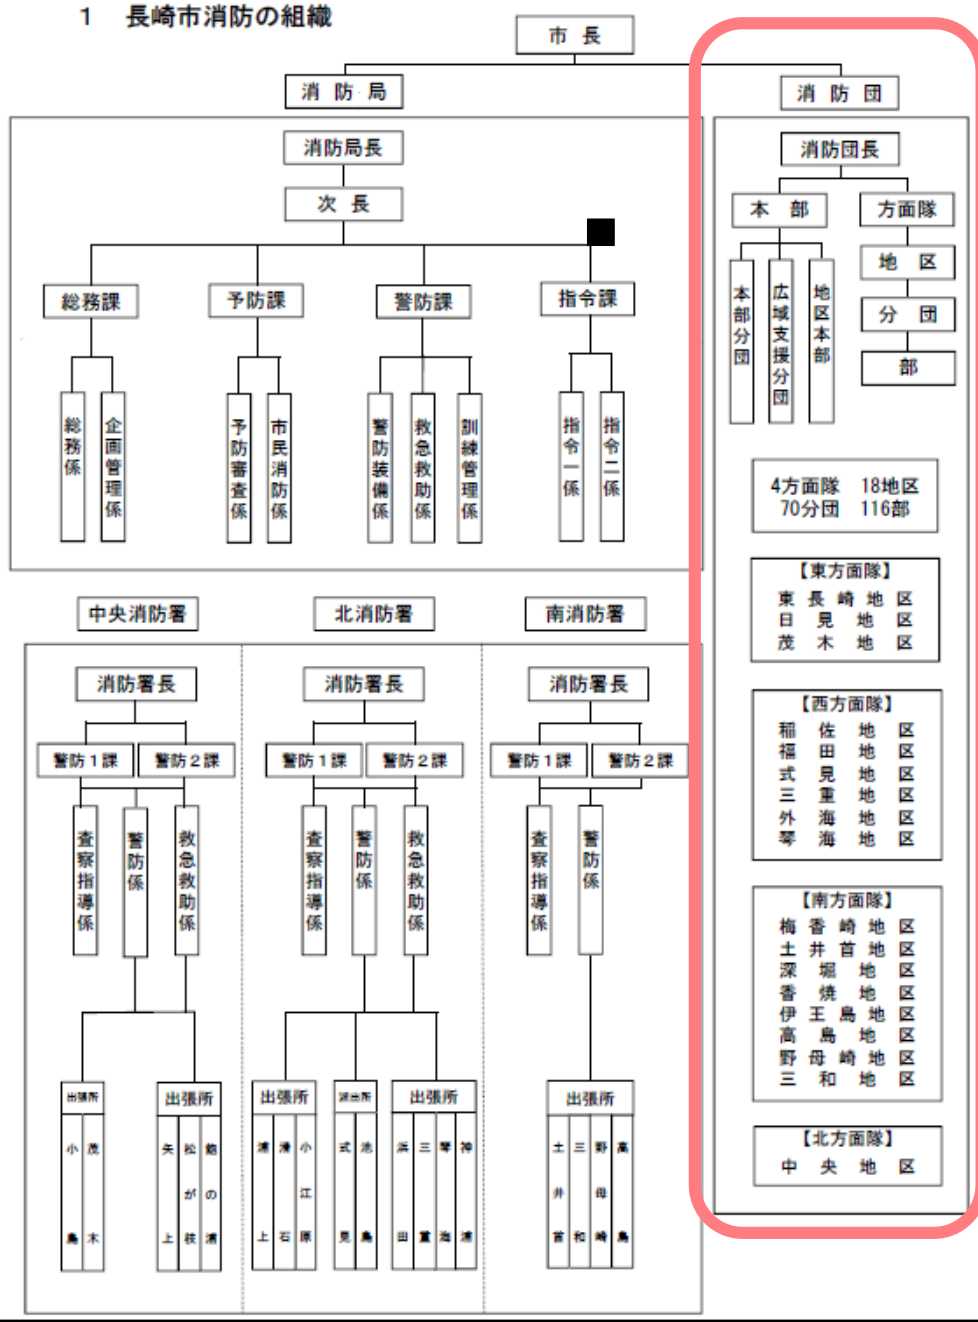 1 長崎市消防の組織
市長
消防局
消防団
消防局長
次長
総務課
予防課
警防課
指令課
総務係
企画管理係
予防審査係
市民消防係
警防装備係
救急救助係
訓練管理係
指令一係
指令二係
中央消防署
消防署長
警防1課
警防2課
査察指導係
警防係
救急救助係
出張所
小島
茂木
出張所
矢上
松が枝
飽の浦
北消防署
消防署長
警防1課
警防2課
査察指導係
警防係
救急救助係
出張所
浦上
滑石
小江原
派出所
式見
池島
出張所
浜田
三重
琴海
神浦
南消防署
消防署長
警防1課
警防2課
査察指導係
警防係
出張所
土井首
三和
野母崎
高島
消防団長
本部
方面隊
本部分団
広域支援分団
地区本部
地区
分団
部
4方面隊 18地区
70分団 116部
【東方面隊】
東長崎地区
日見地区
茂木地区
【西方面隊】
稲佐地区
福田地区
式見地区
三重地区
外海地区
琴海地区
【南方面隊】
梅香崎地区
土井首地区
深堀地区
香焼地区
伊王島地区
高島地区
野母崎地区
三和地区
【北方面隊】
中央地区